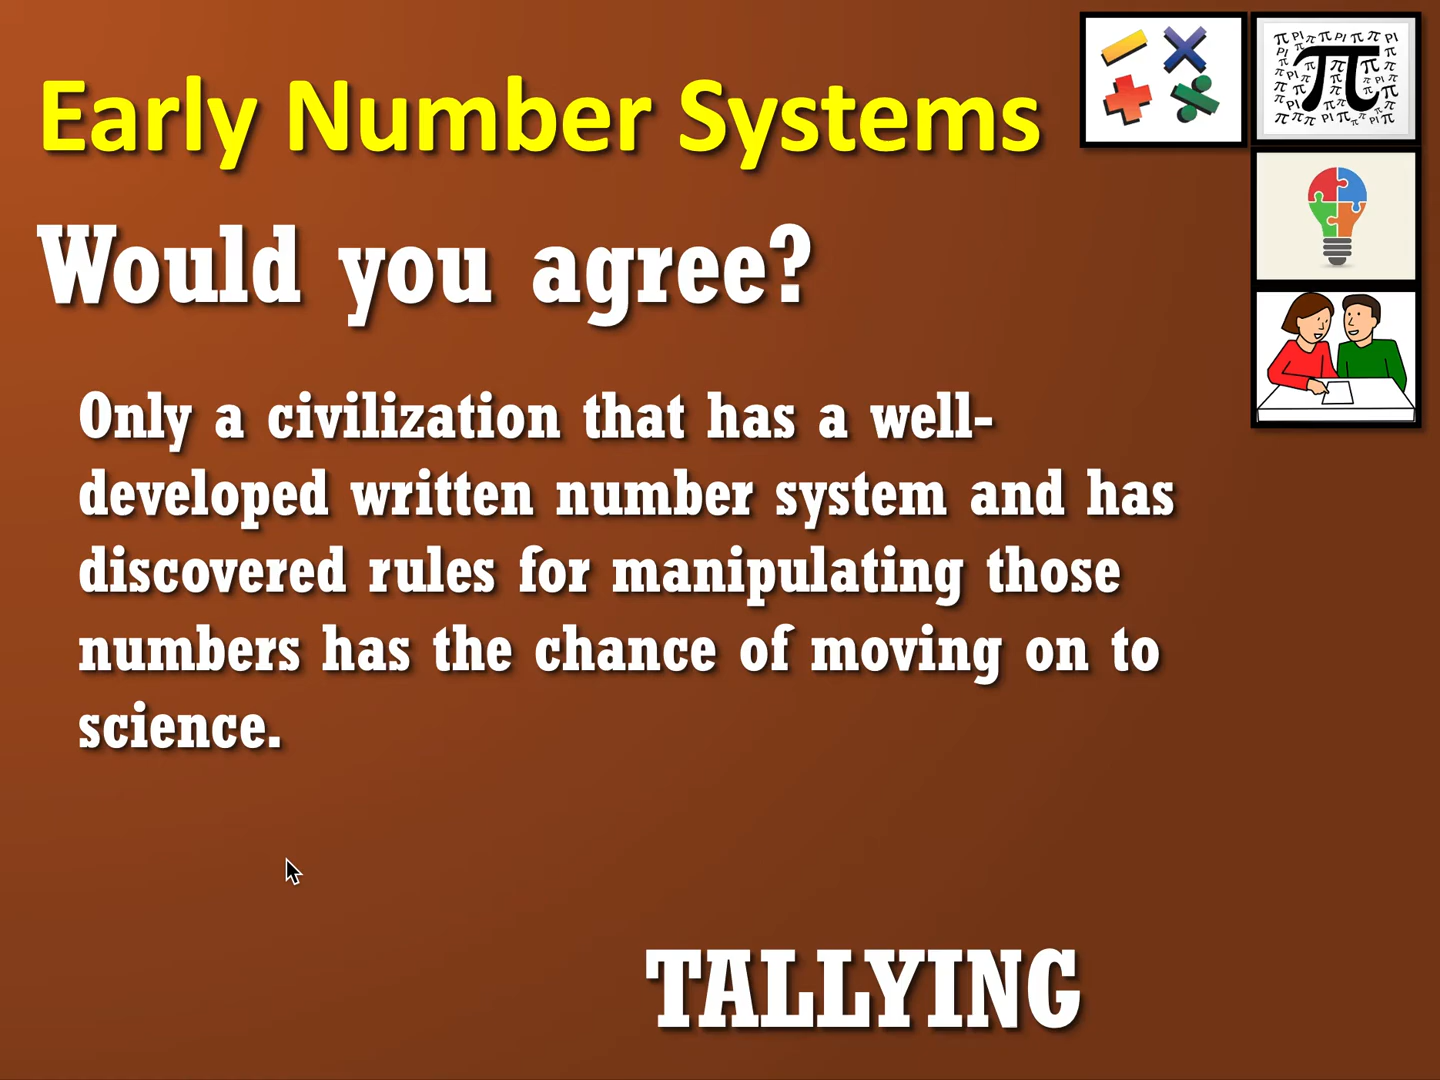 Early Number Systems
Would you agree?
Only a civilization that has a well-
developed written number system and has
discovered rules for manipulating those
numbers has the chance of moving on to
science.
TALLYING